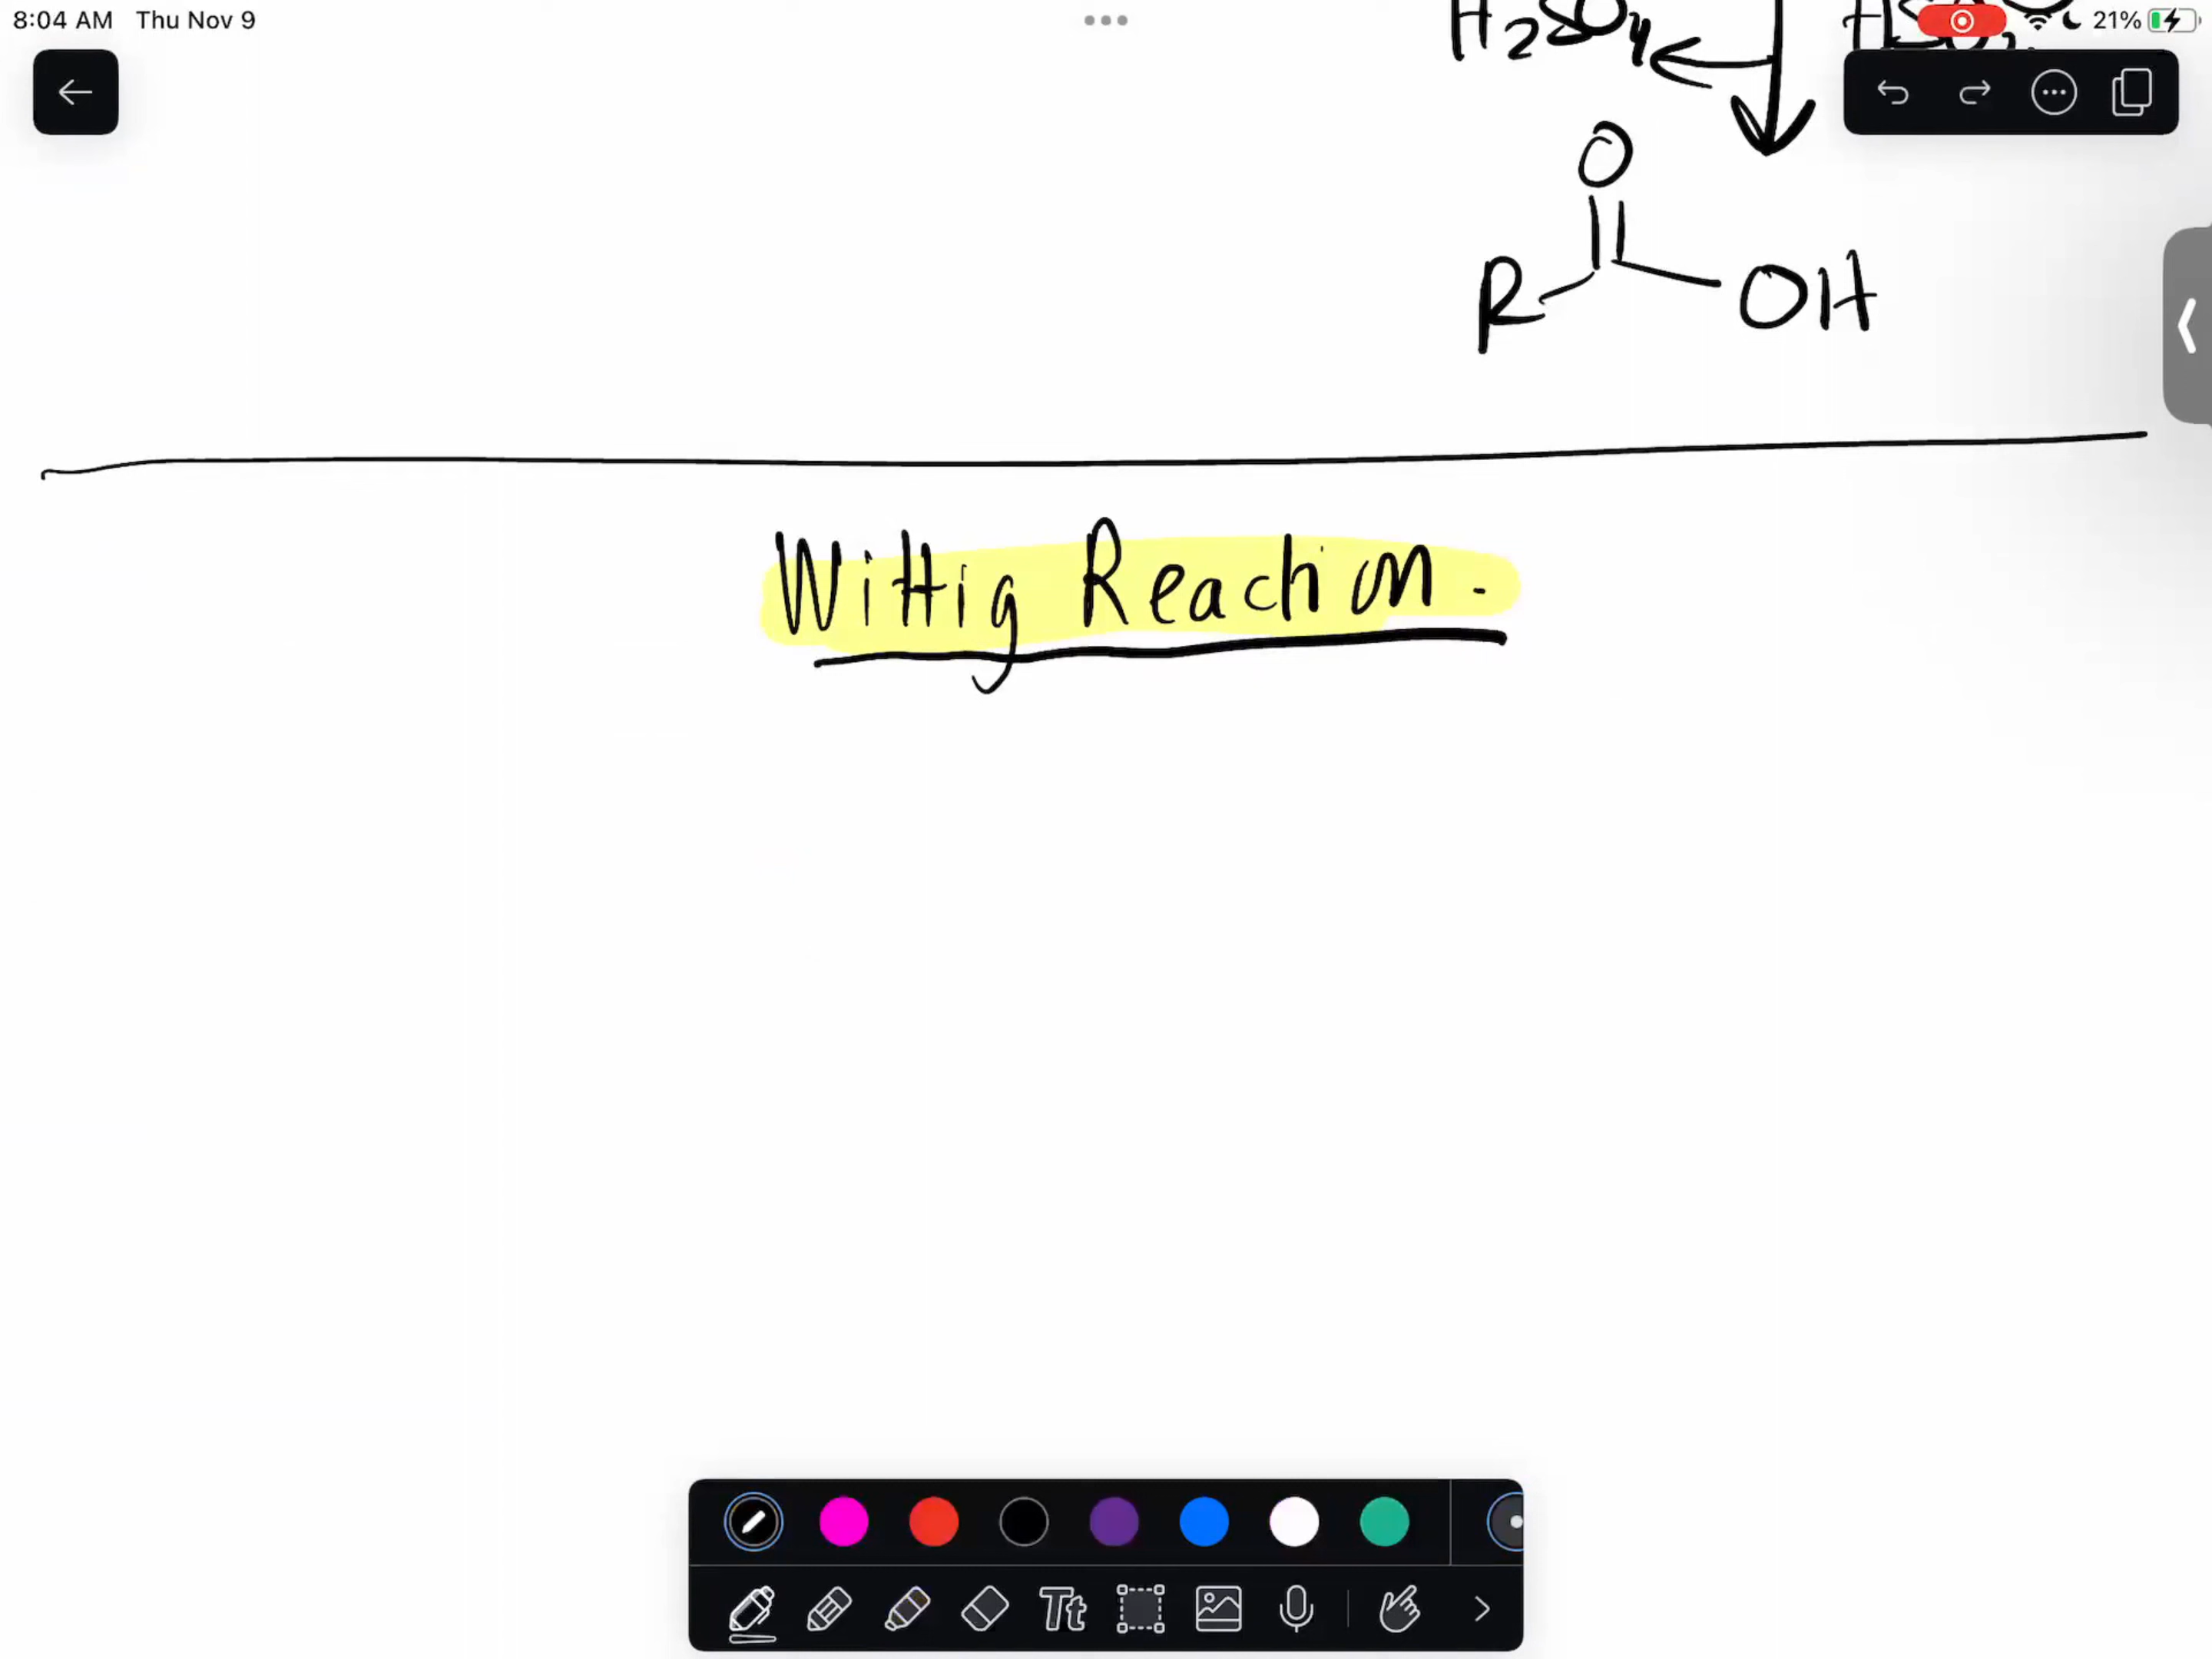 8:04 AM Thu Nov 9
21%
H₂SO₄
O
R OH
Wittig Reaction.
Tt